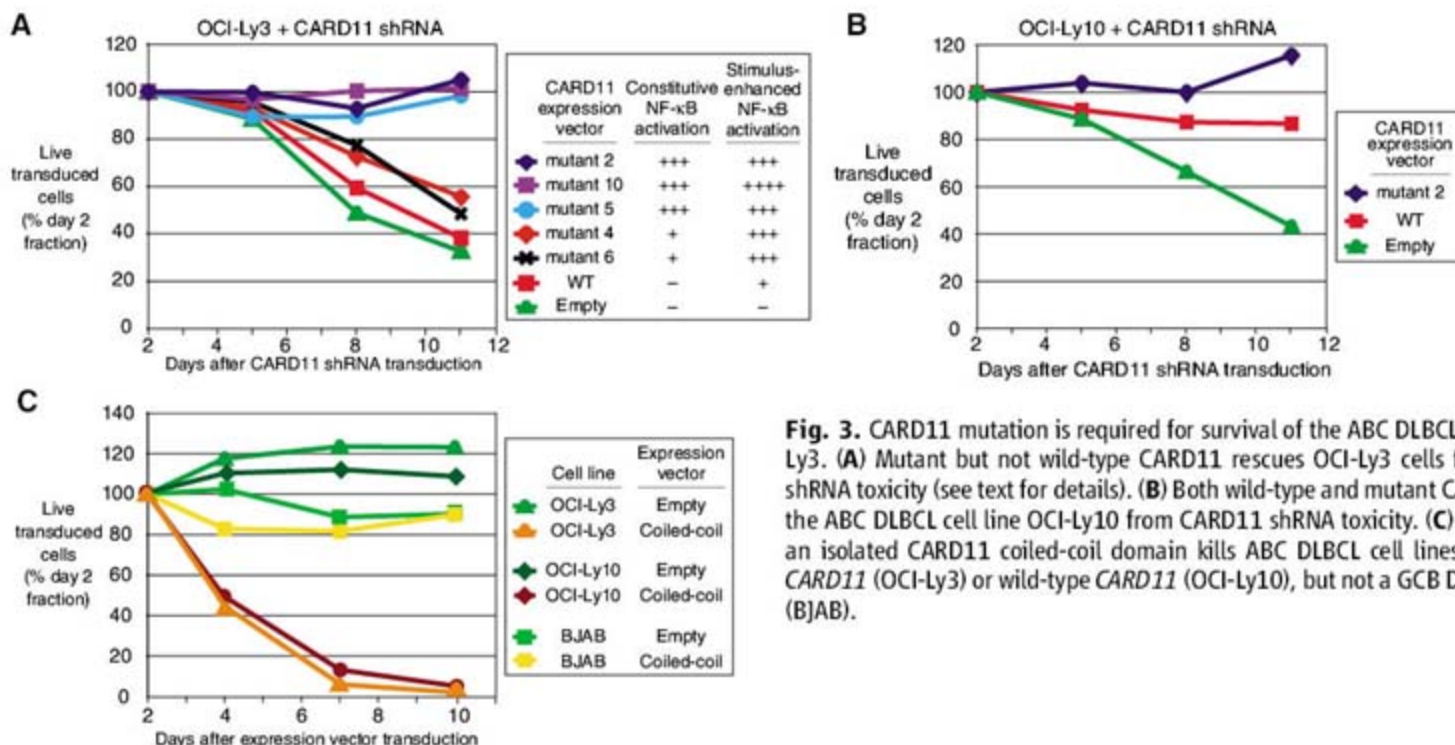 A
OCI-Ly3 + CARD11 shRNA
120
100
80
60
40
20
0
Live
transduced
cells
(% day 2
fraction)
2 4 6 8 10 12
Days after CARD11 shRNA transduction
CARD11 expression vector Constitutive NF-κB activation Stimulus-enhanced NF-κB activation
mutant 2 +++ +++
mutant 10 +++ ++++
mutant 5 +++ +++
mutant 4 + +++
mutant 6 + +++
WT – +
Empty – –
B
OCI-Ly10 + CARD11 shRNA
120
100
80
60
40
20
0
Live
transduced
cells
(% day 2
fraction)
2 4 6 8 10 12
Days after CARD11 shRNA transduction
CARD11
expression
vector
mutant 2
WT
Empty
C
140
120
100
80
60
40
20
0
Live
transduced
cells
(% day 2
fraction)
2 4 6 8 10
Days after expression vector transduction
Cell line Expression vector
OCI-Ly3 Empty
OCI-Ly3 Coiled-coil
OCI-Ly10 Empty
OCI-Ly10 Coiled-coil
BJAB Empty
BJAB Coiled-coil
Fig. 3. CARD11 mutation is required for survival of the ABC DLBCL
Ly3. (A) Mutant but not wild-type CARD11 rescues OCI-Ly3 cells
shRNA toxicity (see text for details). (B) Both wild-type and mutant
the ABC DLBCL cell line OCI-Ly10 from CARD11 shRNA toxicity. (C)
an isolated CARD11 coiled-coil domain kills ABC DLBCL cell lines
CARD11 (OCI-Ly3) or wild-type CARD11 (OCI-Ly10), but not a GCB
(BJAB).